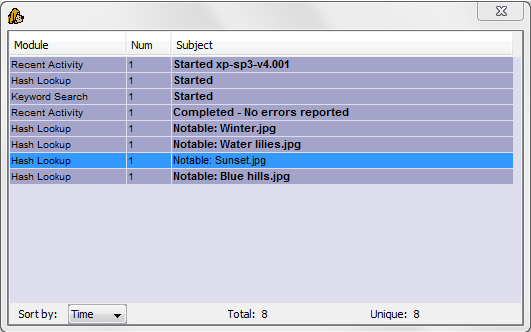 Module Num Subject
Recent Activity 1 Started xp-sp3-v4.001
Hash Lookup 1 Started
Keyword Search 1 Started
Recent Activity 1 Completed - No errors reported
Hash Lookup 1 Notable: Winter.jpg
Hash Lookup 1 Notable: Water lilies.jpg
Hash Lookup 1 Notable: Sunset.jpg
Hash Lookup 1 Notable: Blue hills.jpg
Sort by: Time Total: 8 Unique: 8